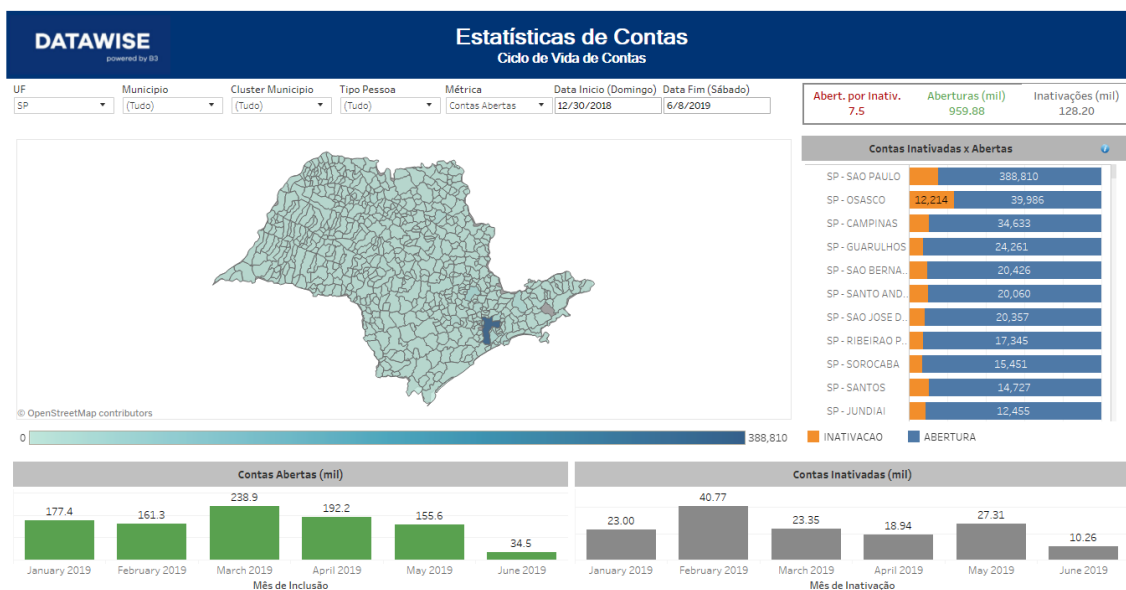 DATAWISE
powered by B3
Estatísticas de Contas
Ciclo de Vida de Contas
UF
Municipio
Cluster Municipio
Tipo Pessoa
Métrica
Data Inicio (Domingo)
Data Fim (Sábado)
SP
(Tudo)
(Tudo)
(Tudo)
Contas Abertas
12/30/2018
6/8/2019
Abert. por Inativ.
7.5
Aberturas (mil)
959.88
Inativações (mil)
128.20
© OpenStreetMap contributors
0
388,810
Contas Inativadas x Abertas
SP - SAO PAULO 388,810
SP - OSASCO 12,214 39,986
SP - CAMPINAS 34,633
SP - GUARULHOS 24,261
SP - SAO BERNA.. 20,426
SP - SANTO AND.. 20,060
SP - SAO JOSE D.. 20,357
SP - RIBEIRAO P.. 17,345
SP - SOROCABA 15,451
SP - SANTOS 14,727
SP - JUNDIAI 12,455
INATIVACAO
ABERTURA
Contas Abertas (mil)
177.4
161.3
238.9
192.2
155.6
34.5
January 2019
February 2019
March 2019
April 2019
May 2019
June 2019
Mês de Inclusão
Contas Inativadas (mil)
23.00
40.77
23.35
18.94
27.31
10.26
January 2019
February 2019
March 2019
April 2019
May 2019
June 2019
Mês de Inativação